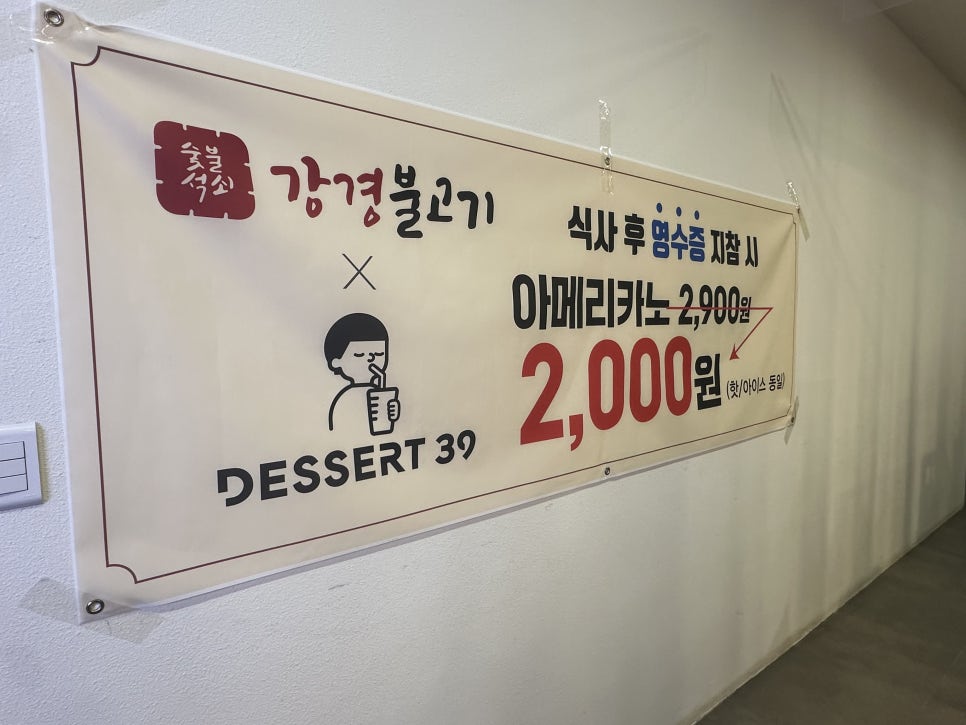 숯불
석쇠
강경불고기
×
DESSERT 39
식사 후 영수증 지참 시
아메리카노 2,900원
2,000원 (핫/아이스 동일)